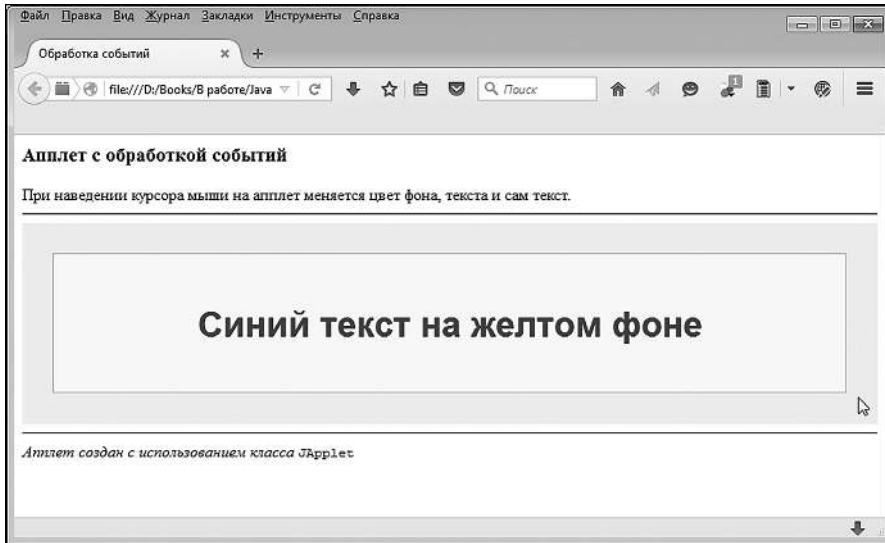 Файл Правка Вид Журнал Закладки Инструменты Справка
Обработка событий
file:///D:/Books/В работе/Java
Поиск
1
Апплет с обработкой событий
При наведении курсора мыши на апплет меняется цвет фона, текста и сам текст.
Синий текст на желтом фоне
Апплет создан с использованием класса JApplet